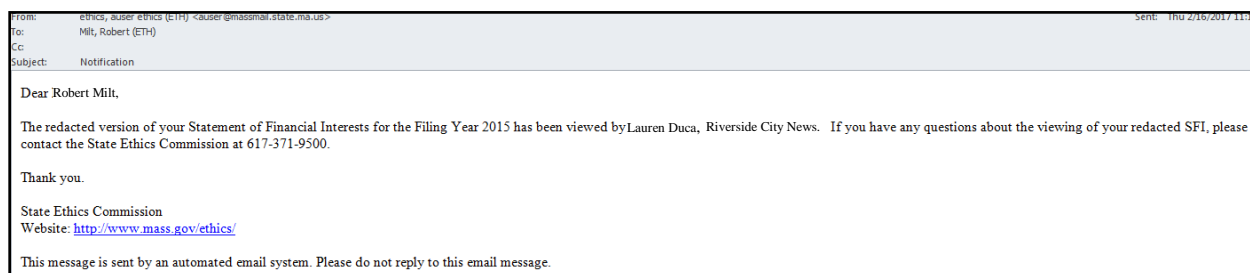 From: ethics, auser ethics (ETH) <auser@massmail.state.ma.us> Sent: Thu 2/16/2017
To: Milt, Robert (ETH)
Cc:
Subject: Notification
Dear Robert Milt,
The redacted version of your Statement of Financial Interests for the Filing Year 2015 has been viewed by Lauren Duca, Riverside City News. If you have any questions about the viewing of your redacted SFI, please
contact the State Ethics Commission at 617-371-9500.
Thank you.
State Ethics Commission
Website: http://www.mass.gov/ethics/
This message is sent by an automated email system. Please do not reply to this email message.